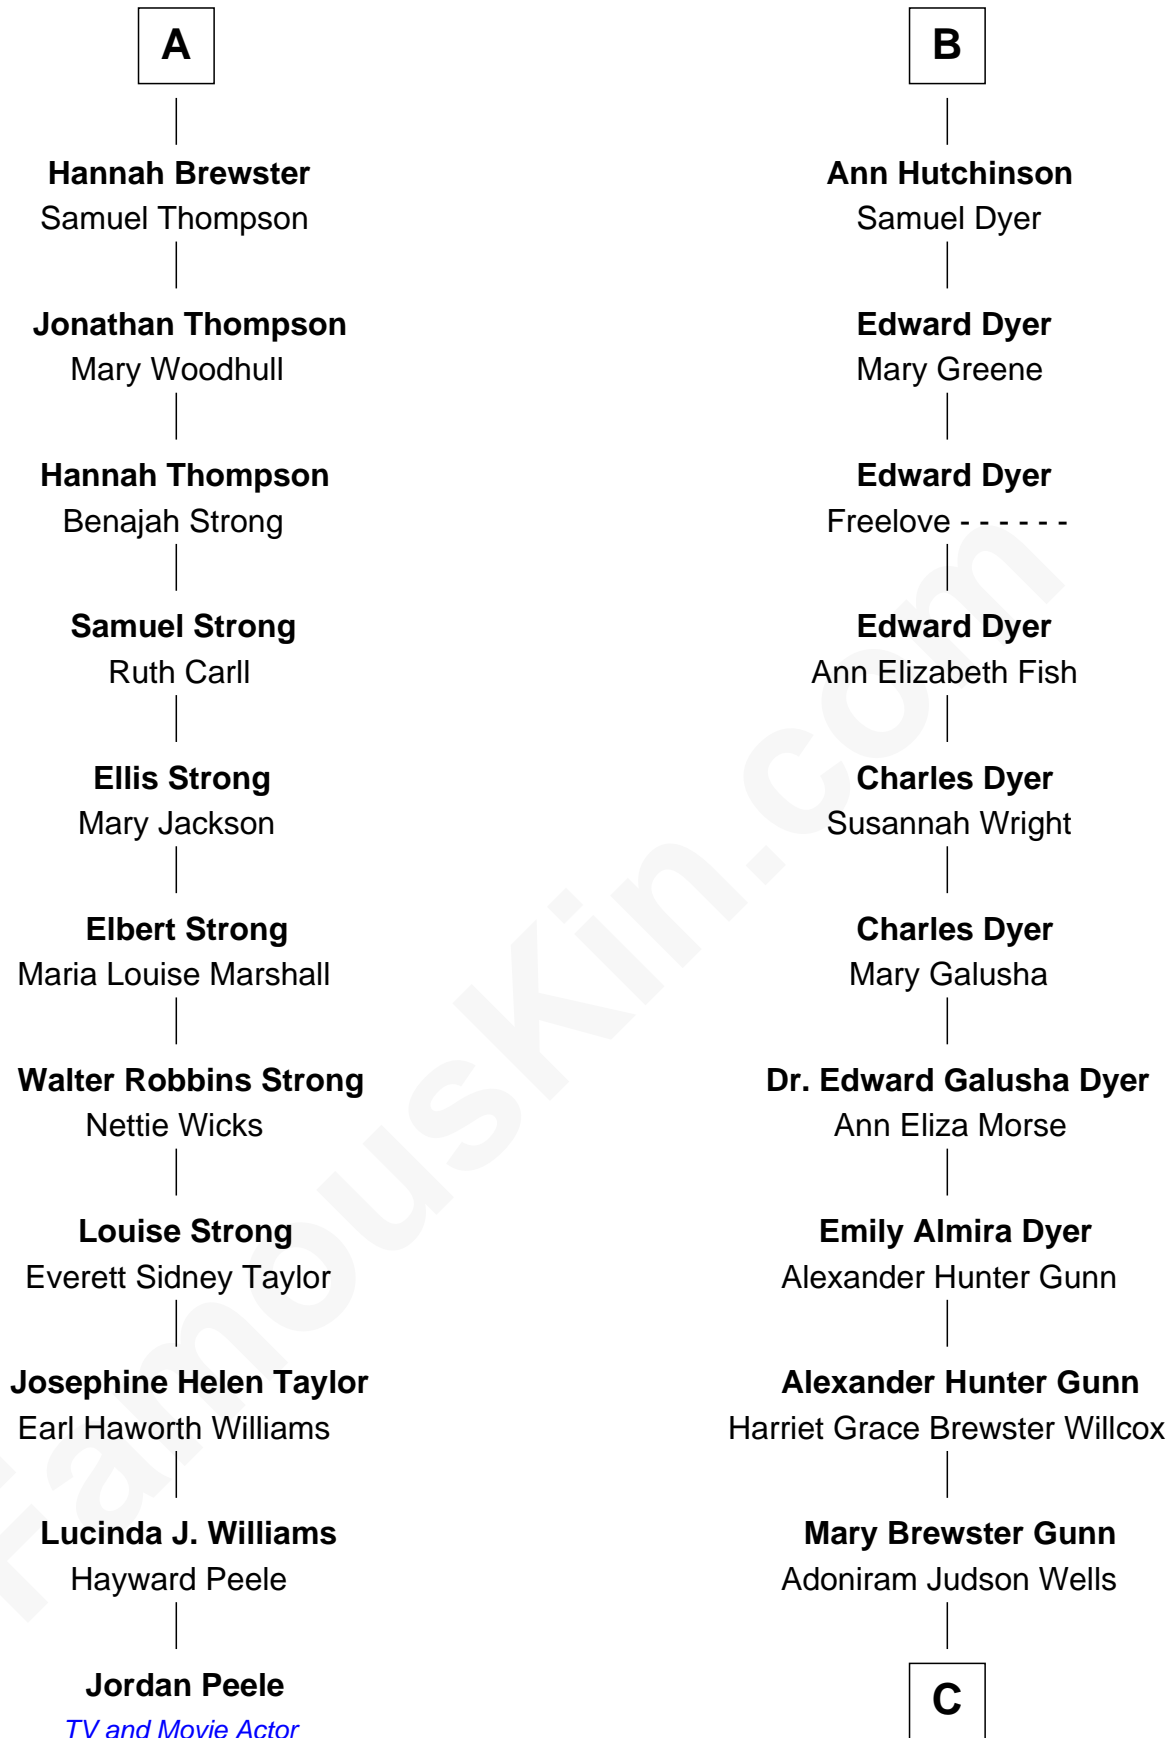 A
Hannah Brewster
Samuel Thompson
Jonathan Thompson
Mary Woodhull
Hannah Thompson
Benajah Strong
Samuel Strong
Ruth Carll
Ellis Strong
Mary Jackson
Elbert Strong
Maria Louise Marshall
Walter Robbins Strong
Nettie Wicks
Louise Strong
Everett Sidney Taylor
Josephine Helen Taylor
Earl Haworth Williams
Lucinda J. Williams
Hayward Peele
Jordan Peele
TV and Movie Actor
B
Ann Hutchinson
Samuel Dyer
Edward Dyer
Mary Greene
Edward Dyer
Freelove - - - - - -
Edward Dyer
Ann Elizabeth Fish
Charles Dyer
Susannah Wright
Charles Dyer
Mary Galusha
Dr. Edward Galusha Dyer
Ann Eliza Morse
Emily Almira Dyer
Alexander Hunter Gunn
Alexander Hunter Gunn
Harriet Grace Brewster Willcox
Mary Brewster Gunn
Adoniram Judson Wells
C
FamousKin.com